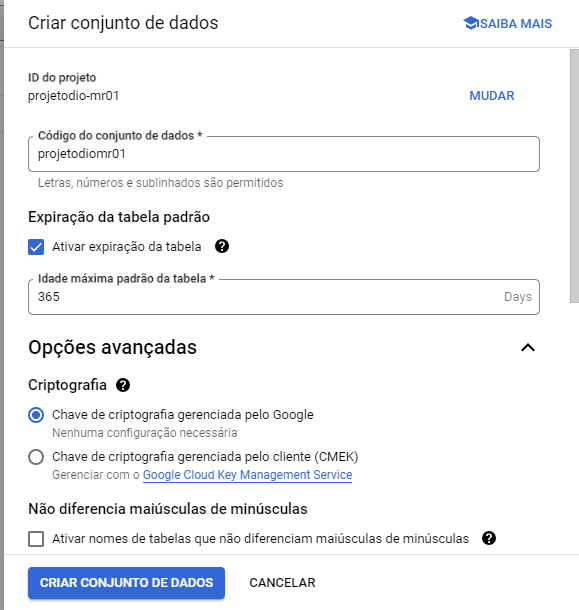 Criar conjunto de dados
SAIBA MAIS
ID do projeto
projetodio-mr01
MUDAR
Código do conjunto de dados *
projetodiomr01
Letras, números e sublinhados são permitidos
Expiração da tabela padrão
Ativar expiração da tabela
Idade máxima padrão da tabela *
365 Days
Opções avançadas
Criptografia
Chave de criptografia gerenciada pelo Google
Nenhuma configuração necessária
Chave de criptografia gerenciada pelo cliente (CMEK)
Gerenciar com o Google Cloud Key Management Service
Não diferencia maiúsculas de minúsculas
Ativar nomes de tabelas que não diferenciam maiúsculas de minúsculas
CRIAR CONJUNTO DE DADOS
CANCELAR